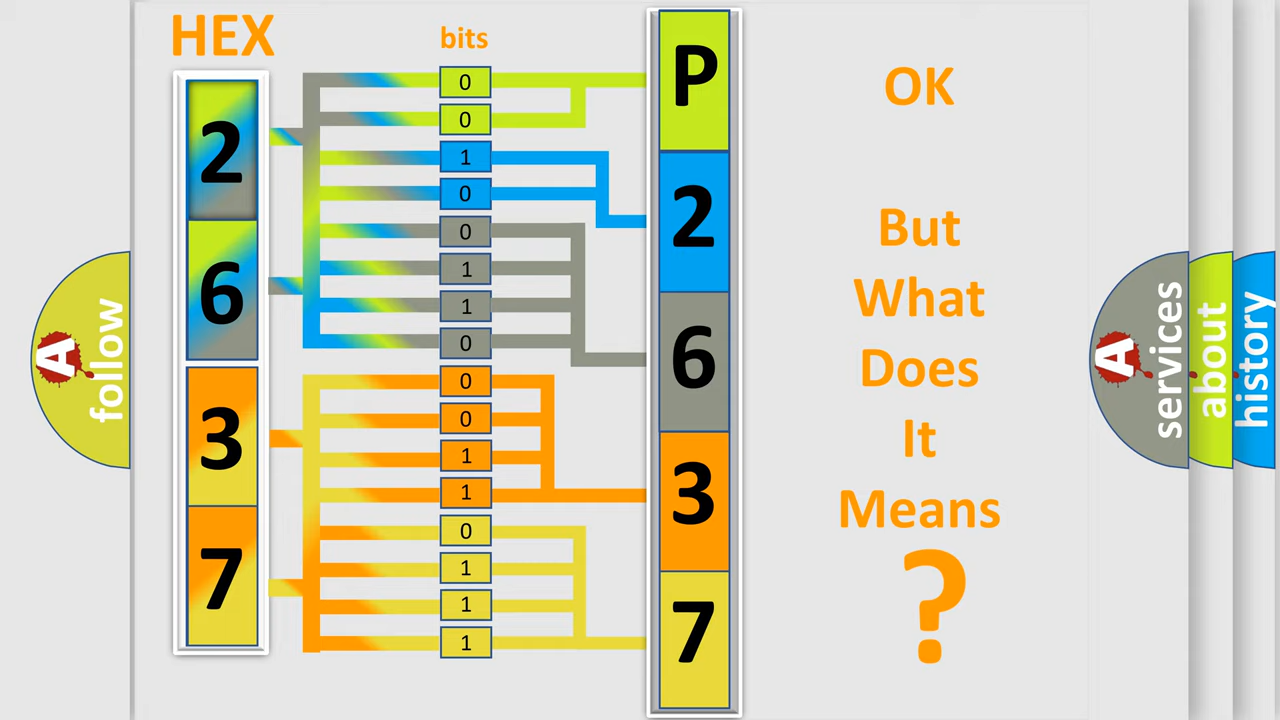 HEX
bits
2
6
3
7
0
0
1
0
0
1
1
0
0
0
1
1
0
1
1
1
P
2
6
3
7
OK
But
What
Does
It
Means
?
A
follow
A
services
about
history